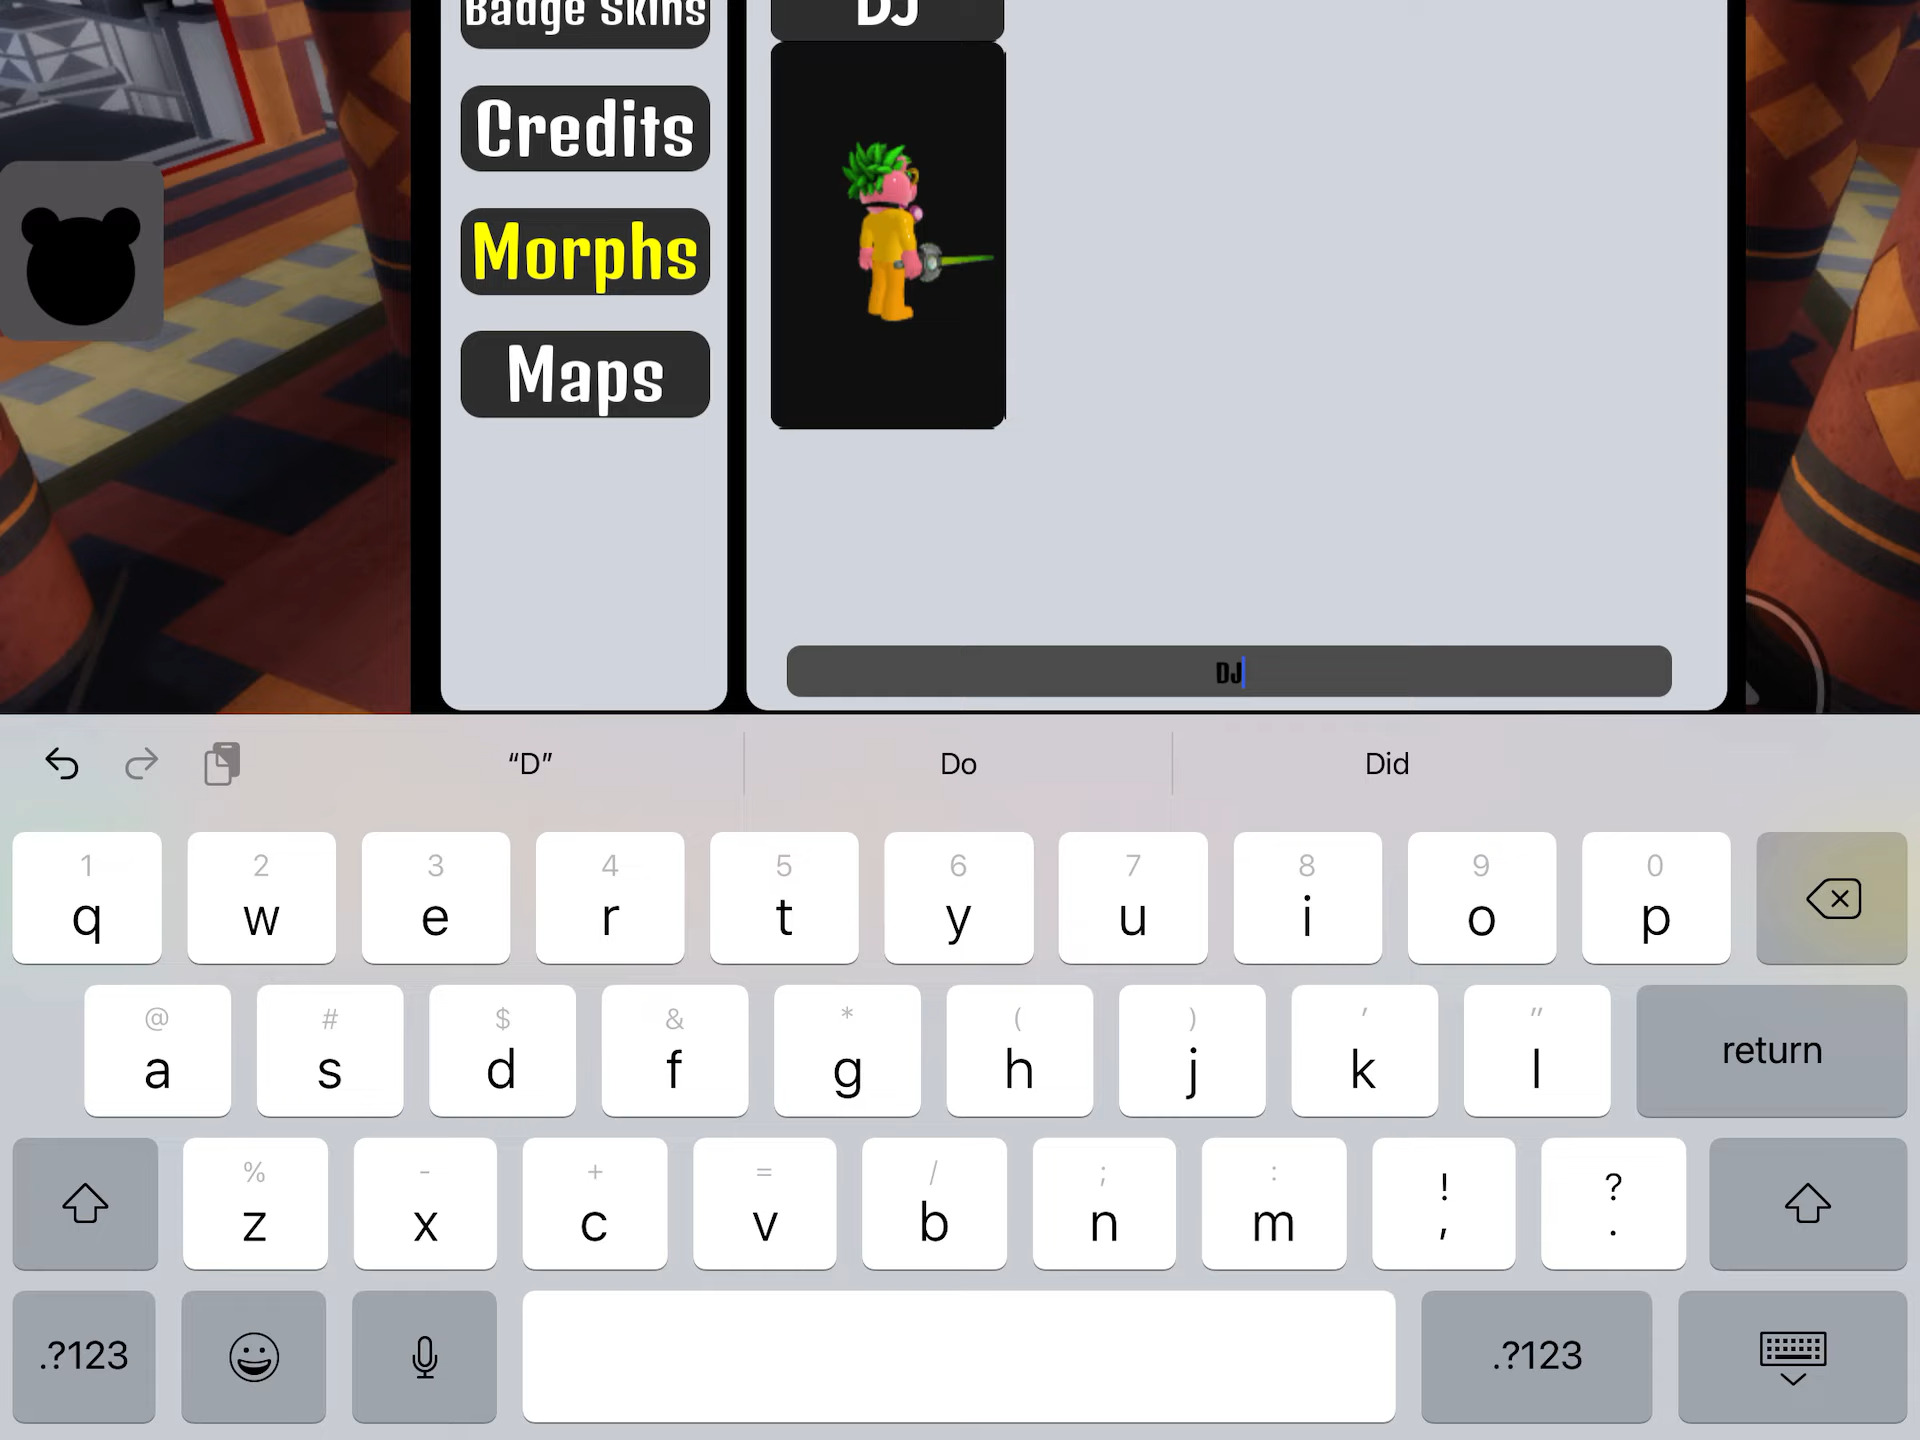 Badge Skins
DJ
Credits
Morphs
Maps
DJ
“D” Do Did
1 2 3 4 5 6 7 8 9 0
q w e r t y u i o p
@ # $ & * ( ) ' "
a s d f g h j k l return
% - + = / ; : ! ?
z x c v b n m , .
.?123 .?123